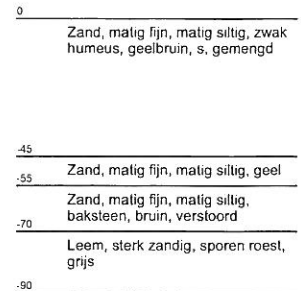 0
Zand, matig fijn, matig siltig, zwak
humeus, geelbruin, s, gemengd
-45
Zand, matig fijn, matig siltig, geel
-55
Zand, matig fijn, matig siltig,
baksteen, bruin, verstoord
-70
Leem, sterk zandig, sporen roest,
grijs
-90